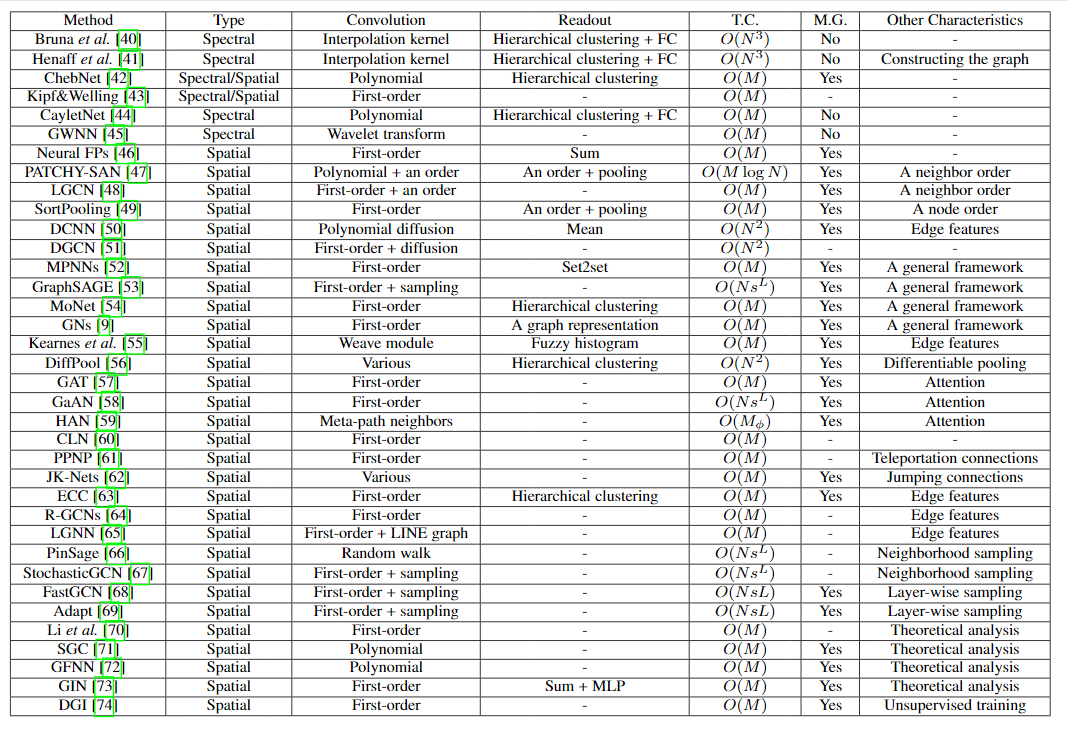 Method Type Convolution Readout T.C. M.G. Other Characteristics
Bruna et al. [40] Spectral Interpolation kernel Hierarchical clustering + FC O(N³) No -
Henaff et al. [41] Spectral Interpolation kernel Hierarchical clustering + FC O(N³) No Constructing the graph
ChebNet [42] Spectral/Spatial Polynomial Hierarchical clustering O(M) Yes -
Kipf&Welling [43] Spectral/Spatial First-order - O(M) - -
CayletNet [44] Spectral Polynomial Hierarchical clustering + FC O(M) No -
GWNN [45] Spectral Wavelet transform - O(M) No -
Neural FPs [46] Spatial First-order Sum O(M) Yes -
PATCHY-SAN [47] Spatial Polynomial + an order An order + pooling O(M log N) Yes A neighbor order
LGCN [48] Spatial First-order + an order - O(M) Yes A neighbor order
SortPooling [49] Spatial First-order An order + pooling O(M) Yes A node order
DCNN [50] Spatial Polynomial diffusion Mean O(N²) Yes Edge features
DGCN [51] Spatial First-order + diffusion - O(N²) - -
MPNNs [52] Spatial First-order Set2set O(M) Yes A general framework
GraphSAGE [53] Spatial First-order + sampling - O(Nsᴸ) Yes A general framework
MoNet [54] Spatial First-order Hierarchical clustering O(M) Yes A general framework
GNs [9] Spatial First-order A graph representation O(M) Yes A general framework
Kearnes et al. [55] Spatial Weave module Fuzzy histogram O(M) Yes Edge features
DiffPool [56] Spatial Various Hierarchical clustering O(N²) Yes Differentiable pooling
GAT [57] Spatial First-order - O(M) Yes Attention
GaAN [58] Spatial First-order - O(Nsᴸ) Yes Attention
HAN [59] Spatial Meta-path neighbors - O(M_ϕ) Yes Attention
CLN [60] Spatial First-order - O(M) - -
PPNP [61] Spatial First-order - O(M) - Teleportation connections
JK-Nets [62] Spatial Various - O(M) Yes Jumping connections
ECC [63] Spatial First-order Hierarchical clustering O(M) Yes Edge features
R-GCNs [64] Spatial First-order - O(M) - Edge features
LGNN [65] Spatial First-order + LINE graph - O(M) - Edge features
PinSage [66] Spatial Random walk - O(Nsᴸ) - Neighborhood sampling
StochasticGCN [67] Spatial First-order + sampling - O(Nsᴸ) - Neighborhood sampling
FastGCN [68] Spatial First-order + sampling - O(NsL) Yes Layer-wise sampling
Adapt [69] Spatial First-order + sampling - O(NsL) Yes Layer-wise sampling
Li et al. [70] Spatial First-order - O(M) - Theoretical analysis
SGC [71] Spatial Polynomial - O(M) Yes Theoretical analysis
GFNN [72] Spatial Polynomial - O(M) Yes Theoretical analysis
GIN [73] Spatial First-order Sum + MLP O(M) Yes Theoretical analysis
DGI [74] Spatial First-order - O(M) Yes Unsupervised training